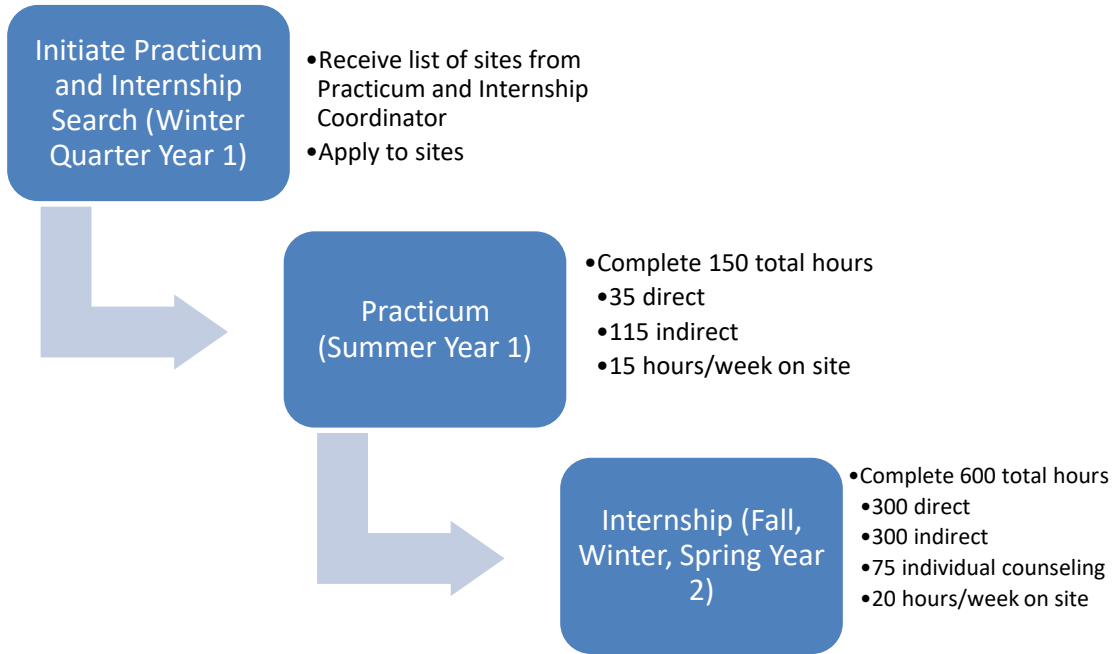 Initiate Practicum
and Internship
Search (Winter
Quarter Year 1)
•Receive list of sites from
Practicum and Internship
Coordinator
•Apply to sites
Practicum
(Summer Year 1)
•Complete 150 total hours
•35 direct
•115 indirect
•15 hours/week on site
Internship (Fall,
Winter, Spring Year
2)
•Complete 600 total hours
•300 direct
•300 indirect
•75 individual counseling
•20 hours/week on site